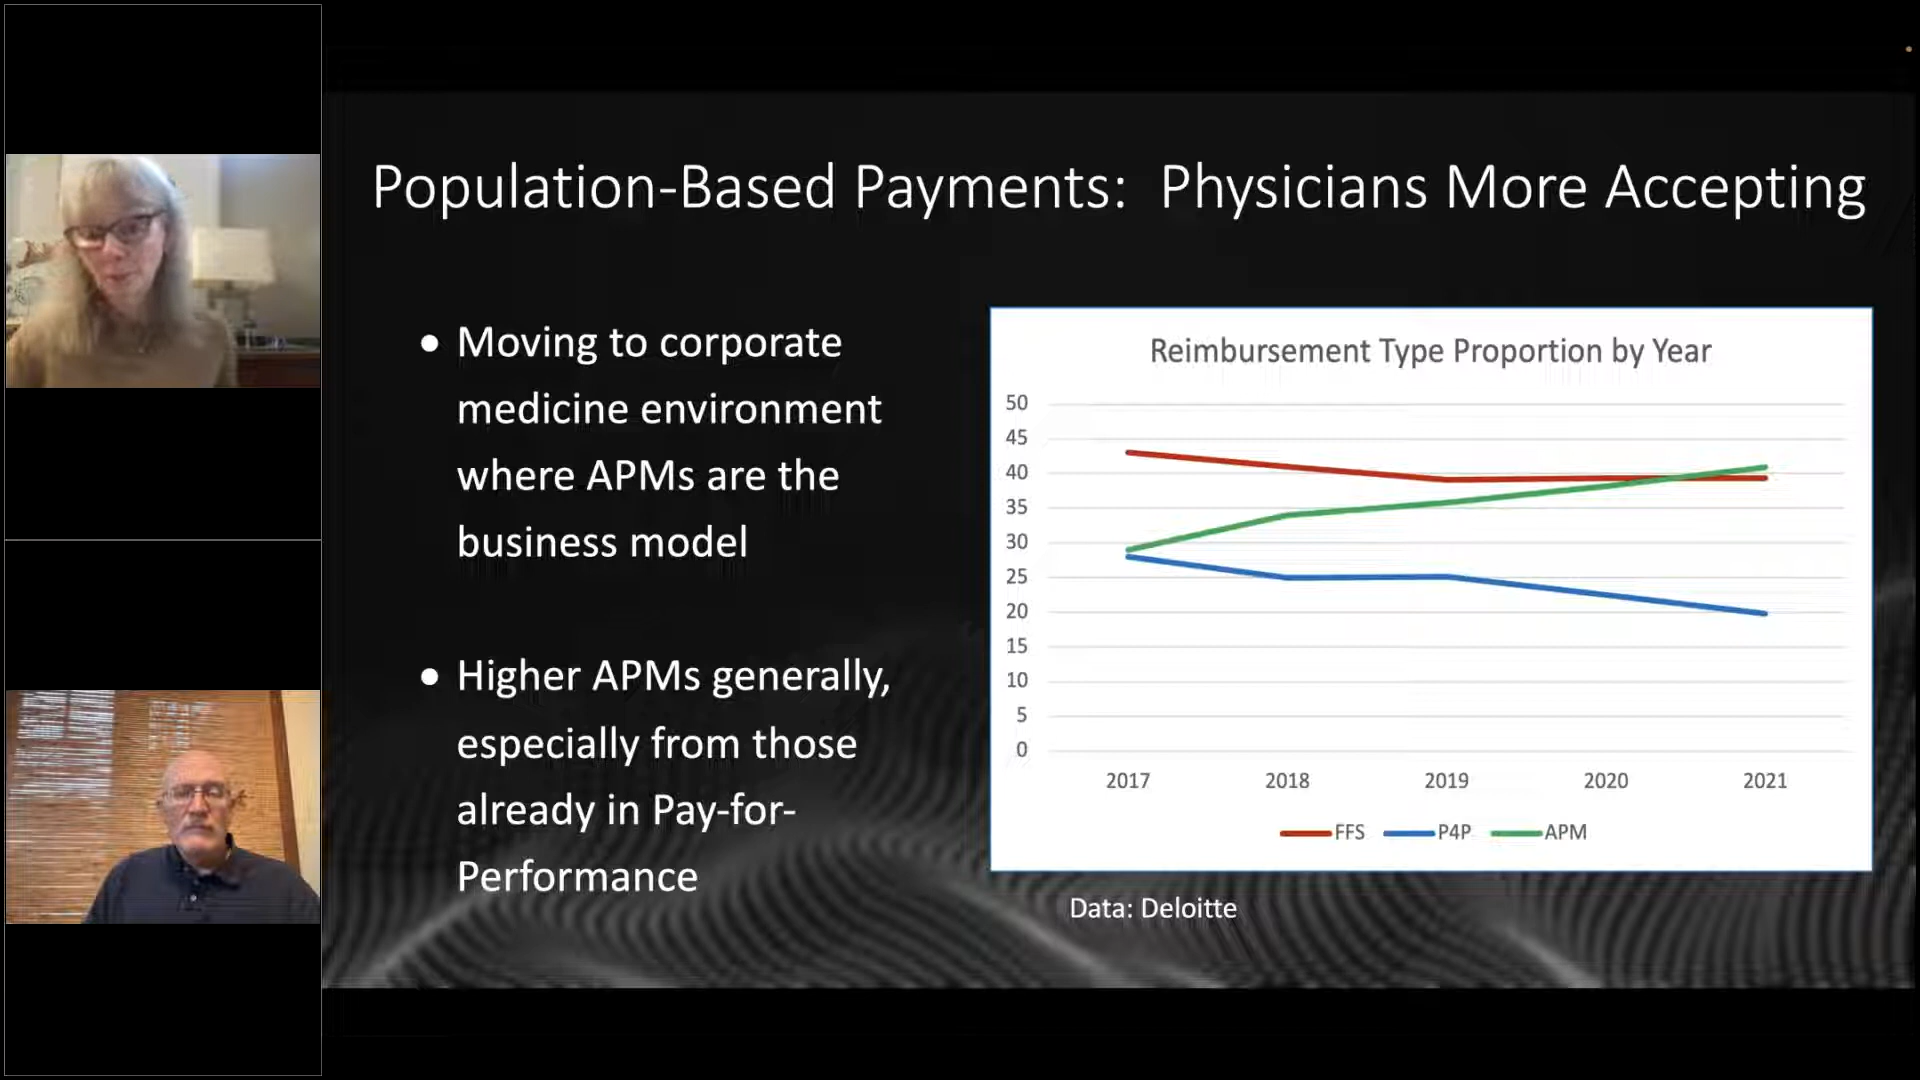 Population-Based Payments: Physicians More Accepting
• Moving to corporate
medicine environment
where APMs are the
business model
• Higher APMs generally,
especially from those
already in Pay-for-
Performance
Reimbursement Type Proportion by Year
50
45
40
35
30
25
20
15
10
5
0
2017 2018 2019 2020 2021
FFS P4P APM
Data: Deloitte